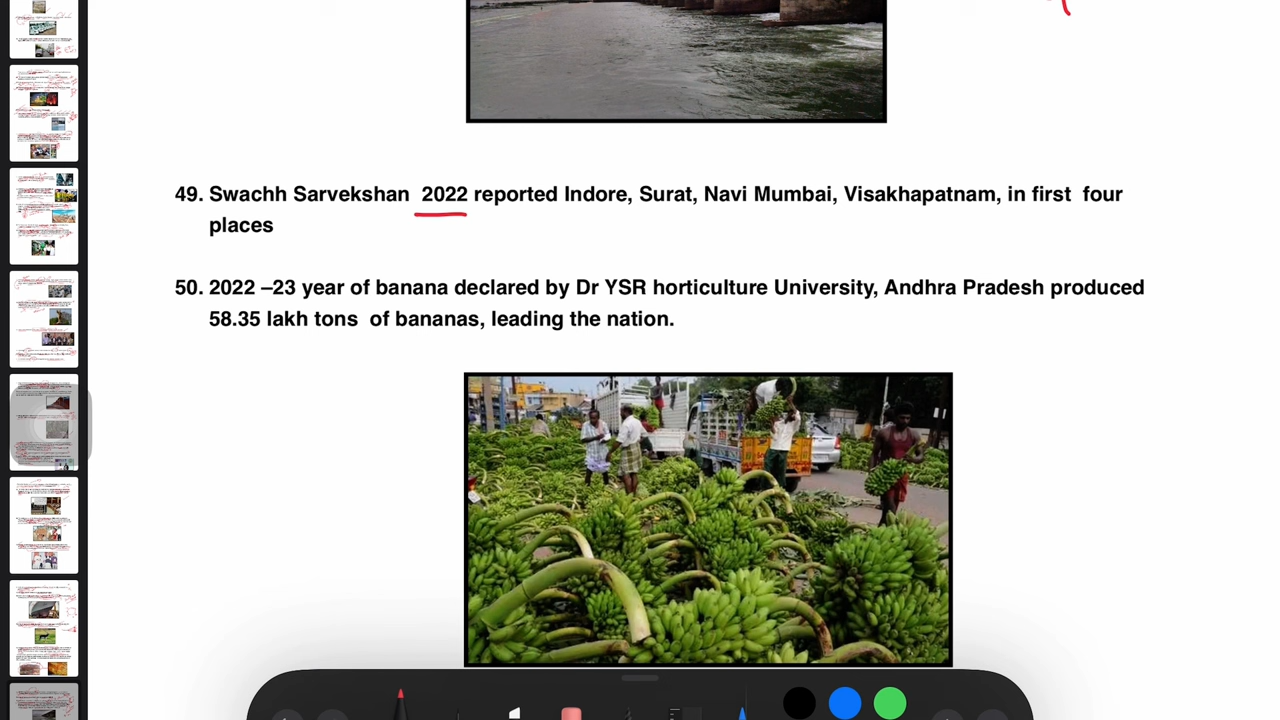 49. Swachh Sarvekshan 2022 reported Indore, Surat, Navi Mumbai, Visakhapatnam, in first four
places
50. 2022 –23 year of banana declared by Dr YSR horticulture University, Andhra Pradesh produced
58.35 lakh tons of bananas, leading the nation.